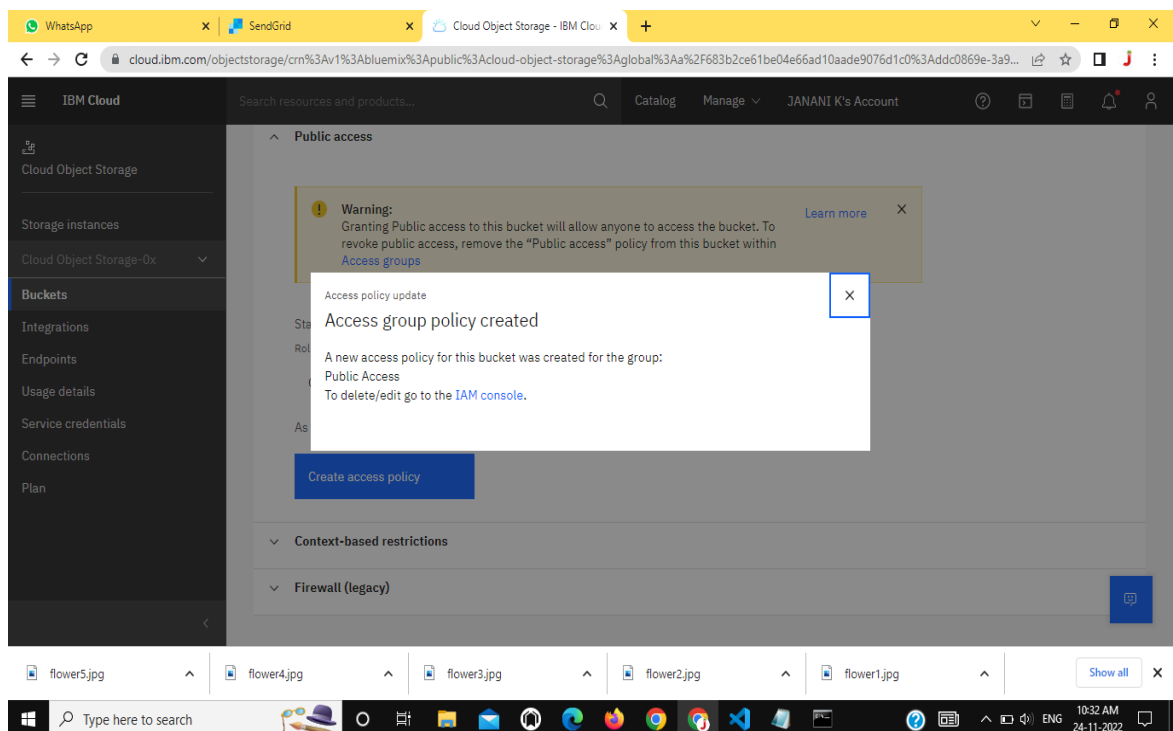 WhatsApp
SendGrid
Cloud Object Storage - IBM Clou
cloud.ibm.com/objectstorage/crn%3Av1%3Abluemix%3Apublic%3Acloud-object-storage%3Aglobal%3Aa%2F683b2ce61be04e66ad10aade9076d1c0%3Addc0869e-3a9...
IBM Cloud
Search resources and products...
Catalog
Manage
JANANI K's Account
Cloud Object Storage
Storage instances
Cloud Object Storage-0x
Buckets
Integrations
Endpoints
Usage details
Service credentials
Connections
Plan
Public access
Warning:
Granting Public access to this bucket will allow anyone to access the bucket. To
revoke public access, remove the “Public access” policy from this bucket within
Access groups
Learn more
Access policy update
Access group policy created
A new access policy for this bucket was created for the group:
Public Access
To delete/edit go to the IAM console.
Sta
Rol
As
Create access policy
Context-based restrictions
Firewall (legacy)
flower5.jpg
flower4.jpg
flower3.jpg
flower2.jpg
flower1.jpg
Show all
Type here to search
ENG
10:32 AM
24-11-2022